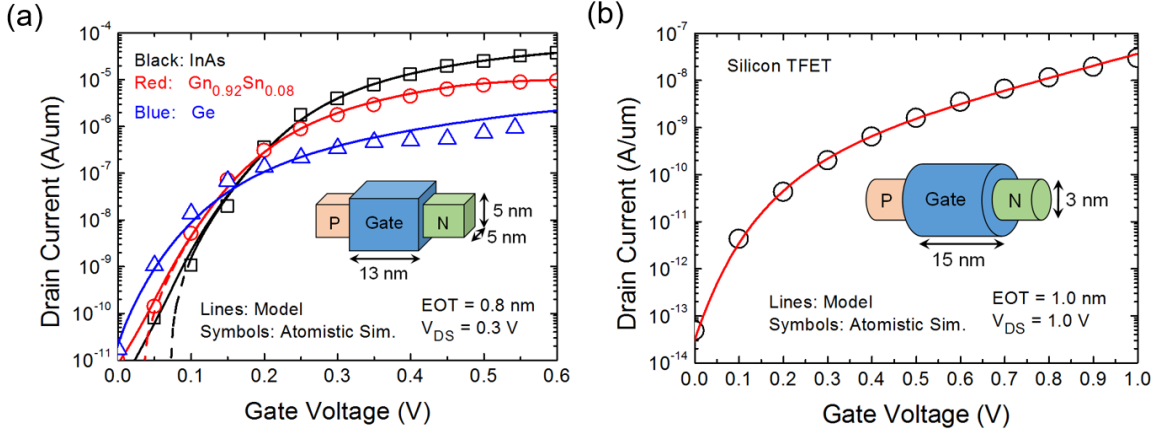 (a)
10^-4
10^-5
10^-6
10^-7
10^-8
10^-9
10^-10
10^-11
Drain Current (A/um)
Black: InAs
Red: Gn0.92Sn0.08
Blue: Ge
P
Gate
N
5 nm
5 nm
13 nm
Lines: Model
Symbols: Atomistic Sim.
EOT = 0.8 nm
VDS = 0.3 V
0.0 0.1 0.2 0.3 0.4 0.5 0.6
Gate Voltage (V)
(b)
10^-7
10^-8
10^-9
10^-10
10^-11
10^-12
10^-13
10^-14
Drain Current (A/um)
Silicon TFET
P
Gate
N
3 nm
15 nm
Lines: Model
Symbols: Atomistic Sim.
EOT = 1.0 nm
VDS = 1.0 V
0.0 0.1 0.2 0.3 0.4 0.5 0.6 0.7 0.8 0.9 1.0
Gate Voltage (V)